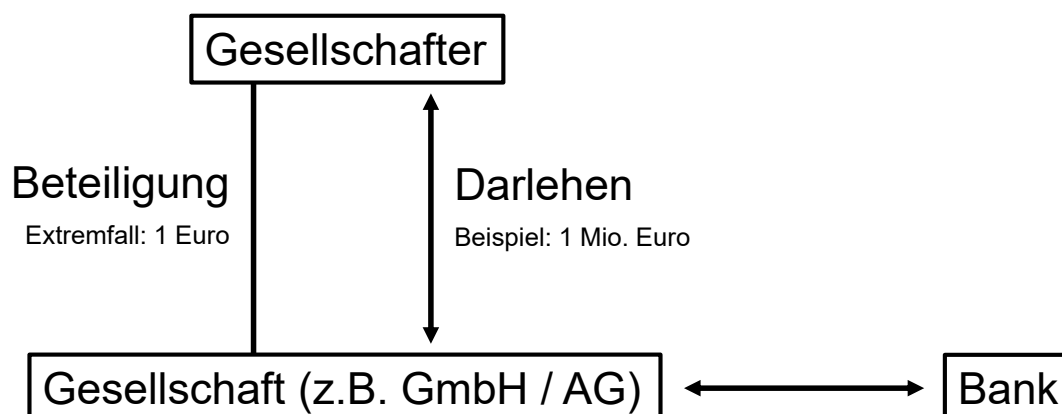 Gesellschafter
Beteiligung
Extremfall: 1 Euro
Darlehen
Beispiel: 1 Mio. Euro
Gesellschaft (z.B. GmbH / AG)
Bank